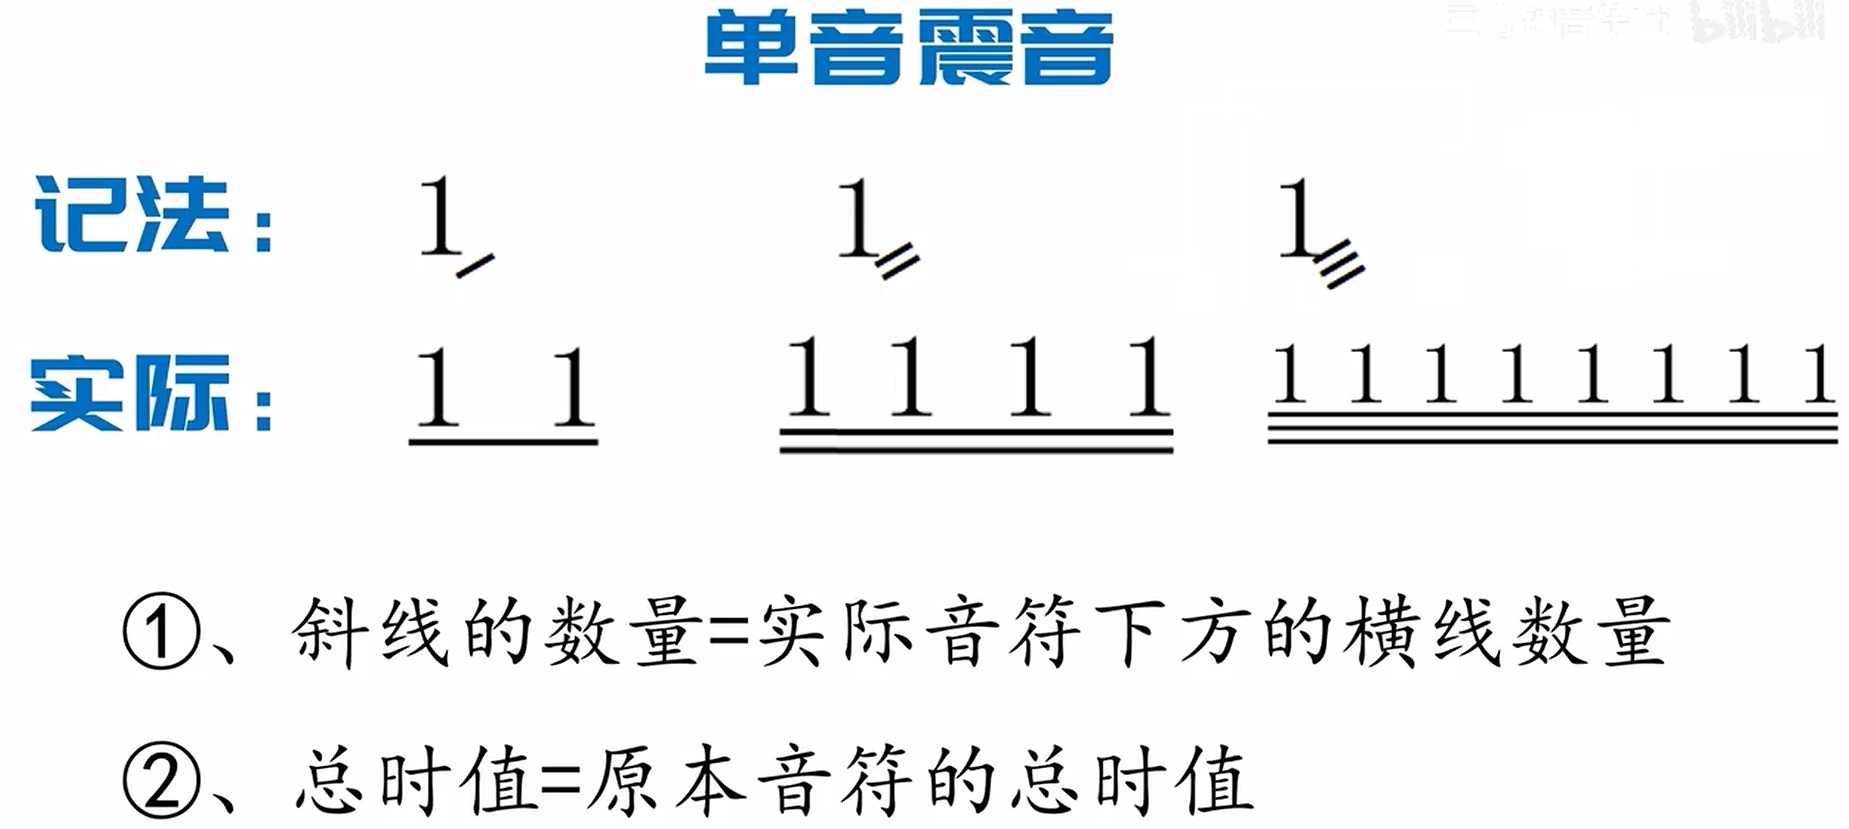 bilibili
单音震音
记法： 1 1 1
实际： 1 1 1 1 1 1 1 1 1 1 1 1 1 1
①、斜线的数量=实际音符下方的横线数量
②、总时值=原本音符的总时值